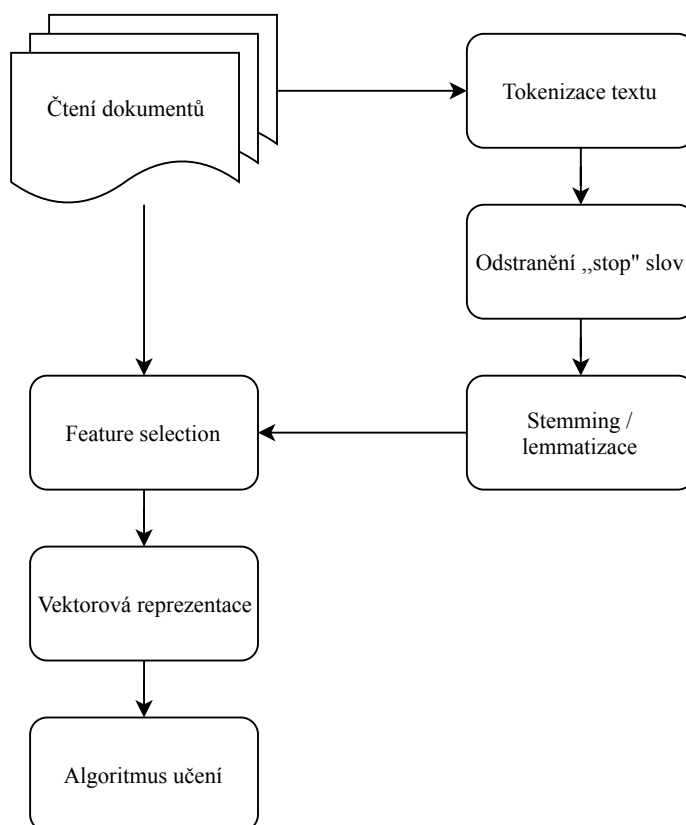 Čtení dokumentů
Tokenizace textu
Odstranění ,,stop" slov
Stemming /
lemmatizace
Feature selection
Vektorová reprezentace
Algoritmus učení